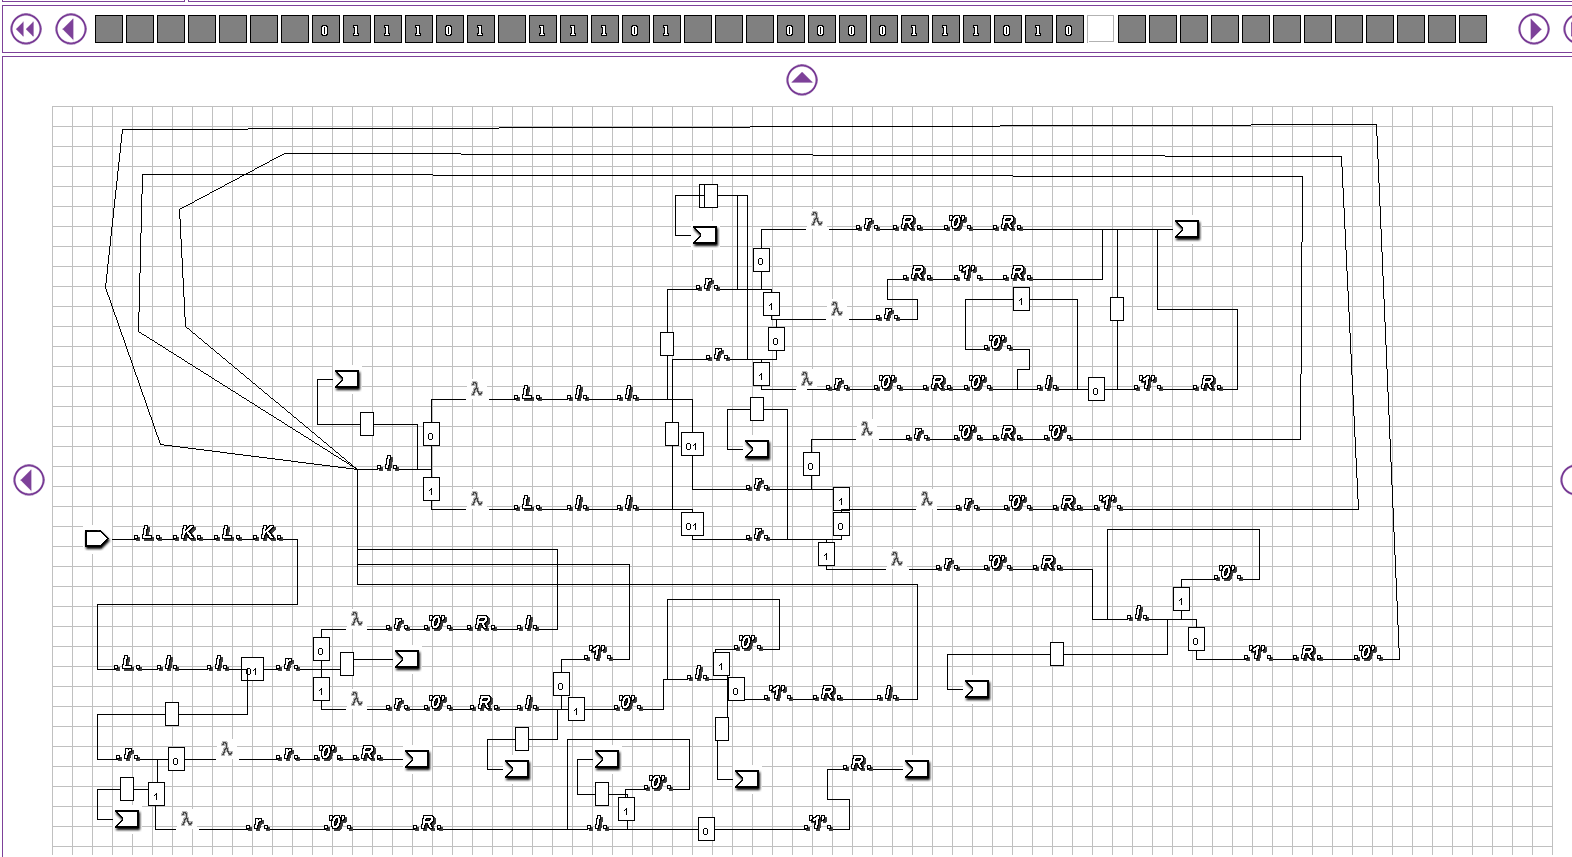 0 1 1 1 0 1 1 1 1 0 1 0 0 0 0 1 1 1 0 1 0
λ .r. .R. .'0'. .R.
0
.R. .'1'. .R.
.r.
1 1
λ .r.
0 .'0'.
.r.
1
λ .r. .'0'. .R. .'0'. .l. 0 .'1'. .R.
λ .L. .l. .l.
0 λ .r. .'0'. .R. .'0'.
01
.l. 0
1 .r. 1
λ .L. .l. .l. λ .r. .'0'. .R. .'1'.
01 0
.L. .K. .L. .K. .r.
1 λ .r. .'0'. .R.
.'0'.
1
λ .r. .'0'. .R. .l. .l.
0 .'1'. .'0'. 0
.L. .l. .l. 01 .r. 1 .'1'. .R. .'0'.
1 0 .l. 0 .'1'. .R. .l.
λ .r. .'0'. .R. .l. 1 .'0'.
.r. 0 λ .r. .'0'. .R. .R.
1 .'0'.
1
λ .r. .'0'. .R. .l. 0 .'1'.